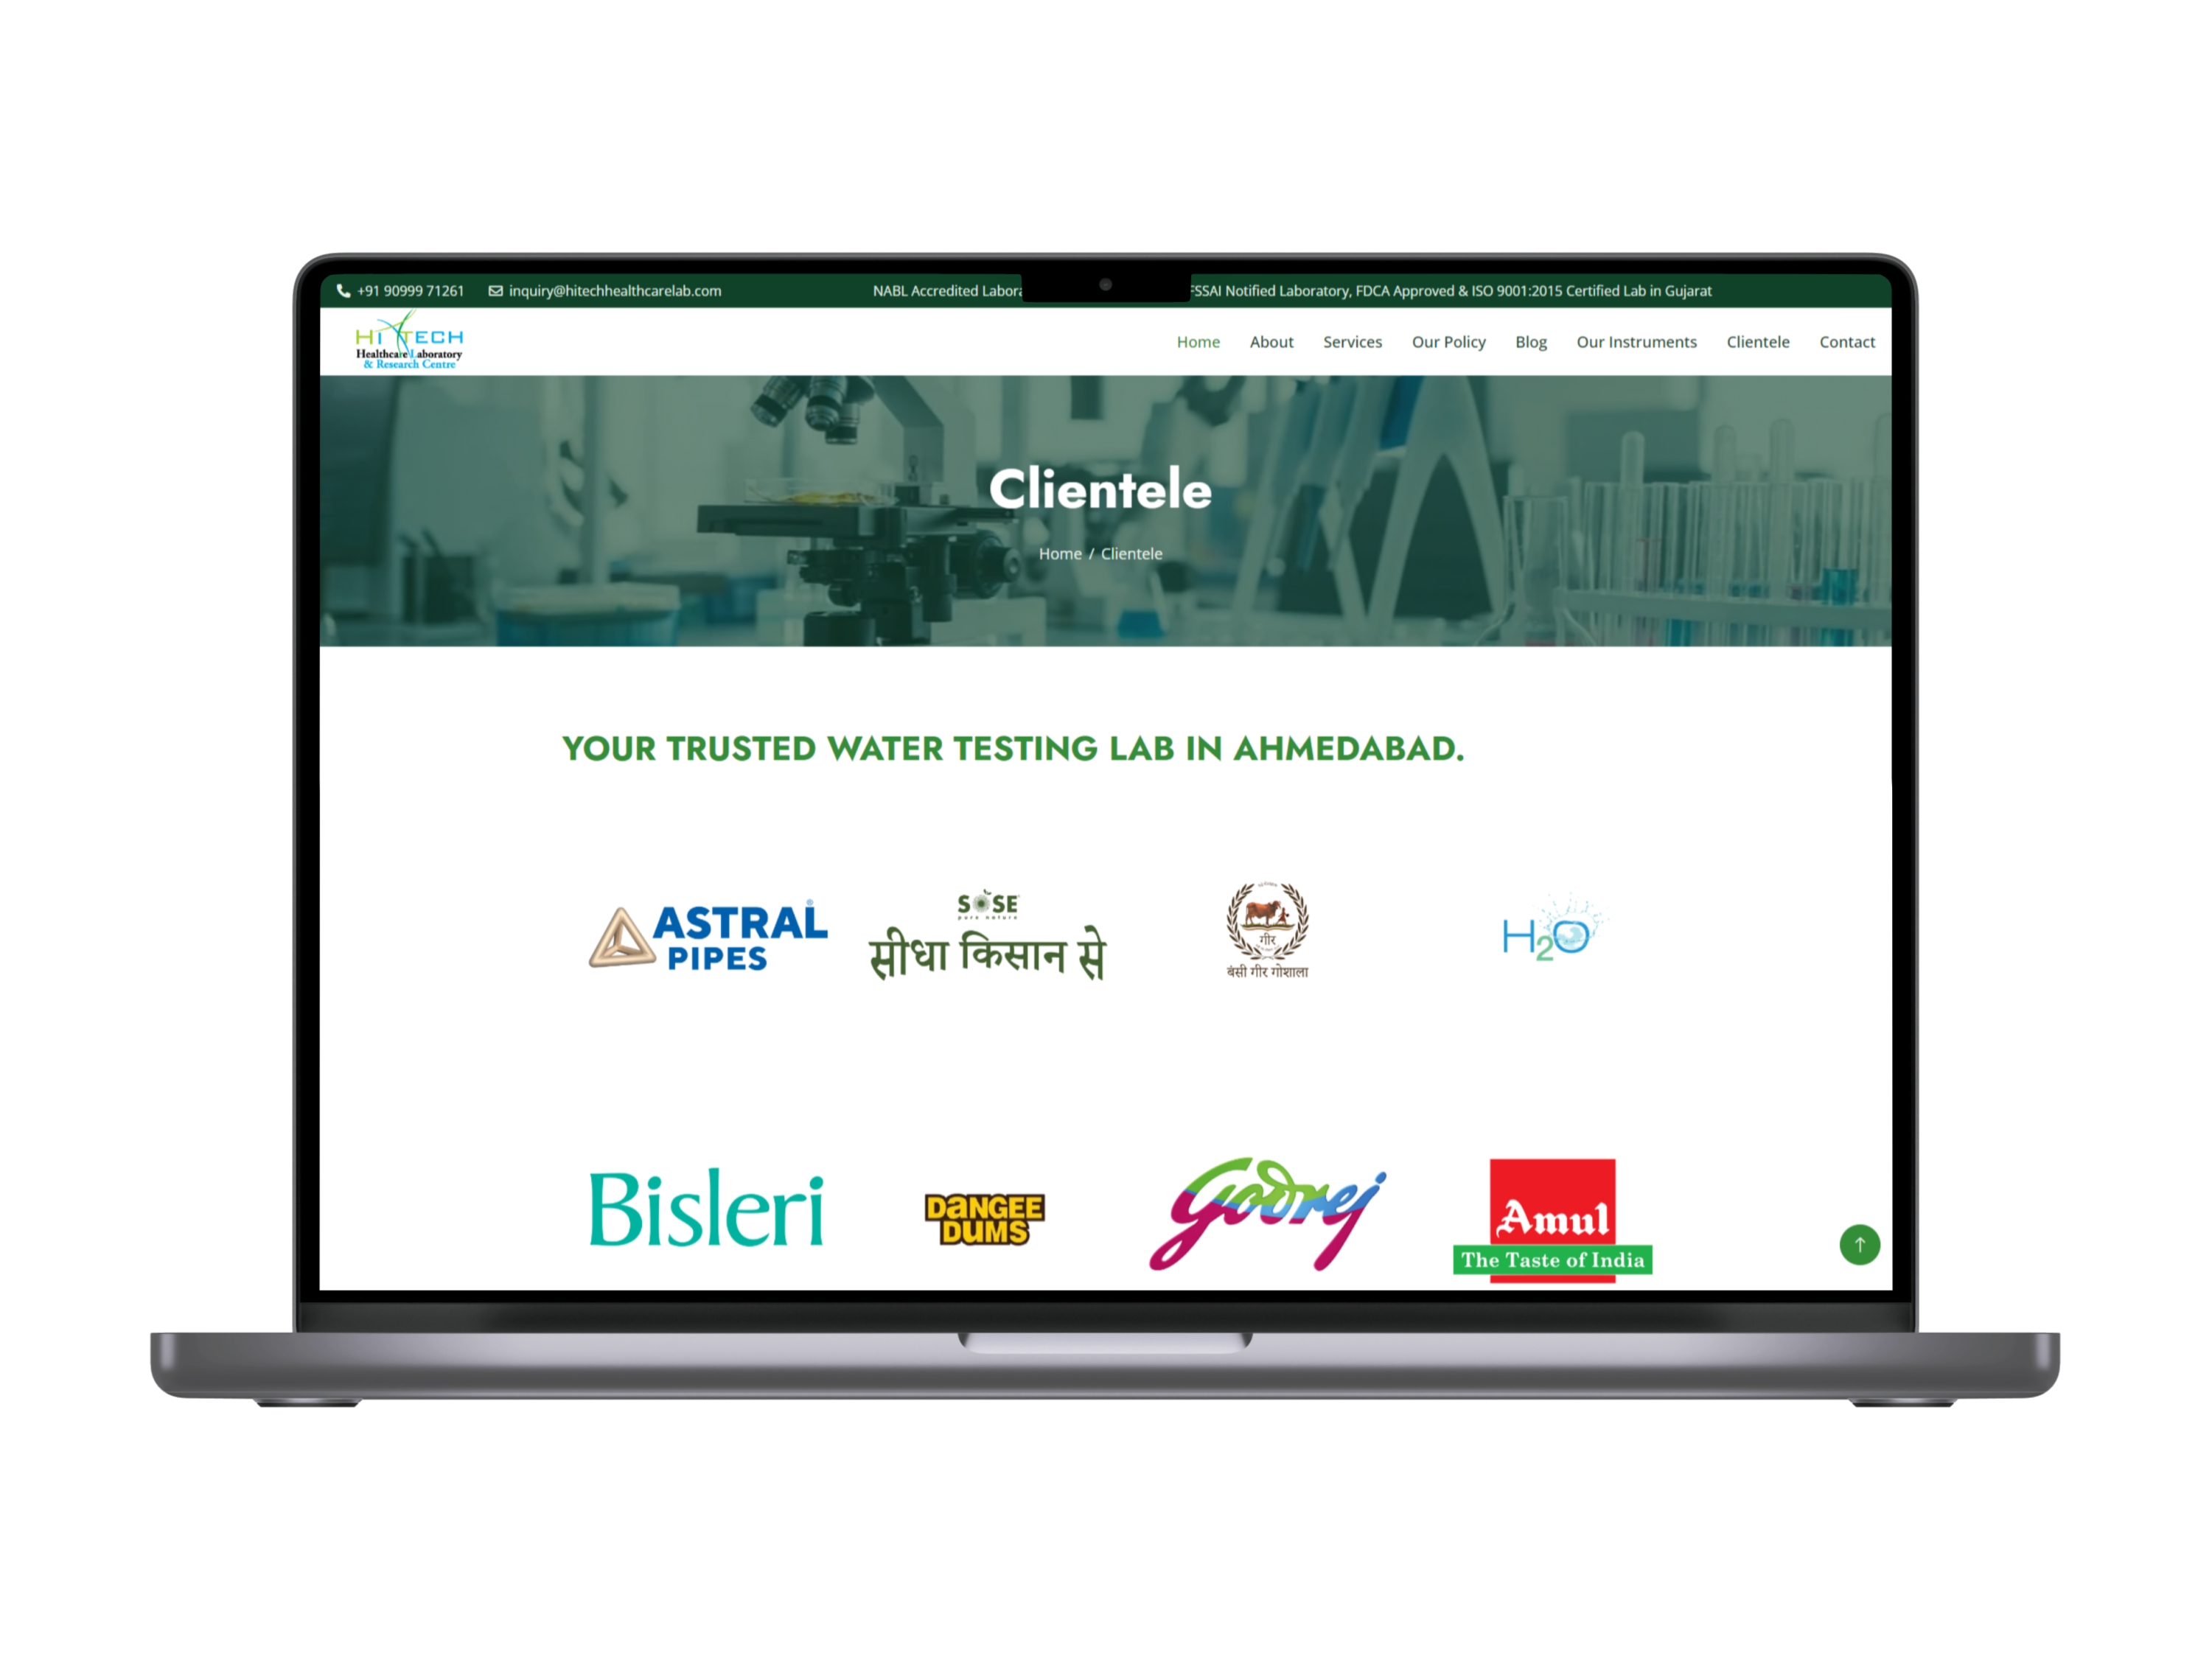 +91 90999 71261 inquiry@hitechhealthcarelab.com NABL Accredited FSSAI Notified Laboratory, FDCA Approved & ISO 9001:2015 Certified Lab in Gujarat
HI TECH
Healthcare Laboratory
& Research Centre
Home About Services Our Policy Blog Our Instruments Clientele Contact
Clientele
Home / Clientele
YOUR TRUSTED WATER TESTING LAB IN AHMEDABAD.
ASTRAL
PIPES
SOSE
pure nature
सीधा किसान से
गीर
बंसी गीर गोशाला
H2O
Bisleri
DANGEE
DUMS
Godrej
Amul
The Taste of India